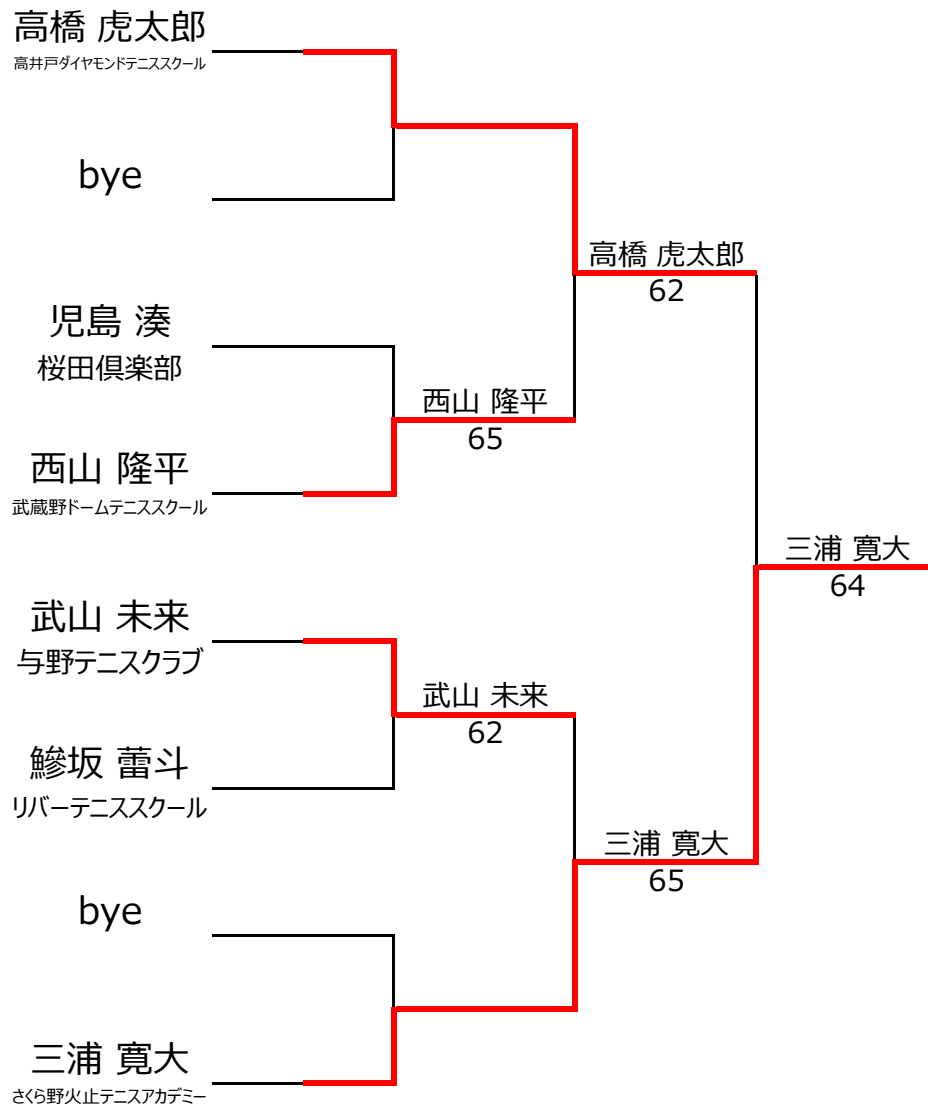 高橋 虎太郎
高井戸ダイヤモンドテニススクール
bye
高橋 虎太郎
62
児島 湊
桜田倶楽部
西山 隆平
65
西山 隆平
武蔵野ドームテニススクール
三浦 寛大
64
武山 未来
与野テニスクラブ
武山 未来
62
鰺坂 蕾斗
リバーテニススクール
三浦 寛大
65
bye
三浦 寛大
さくら野火止テニスアカデミー